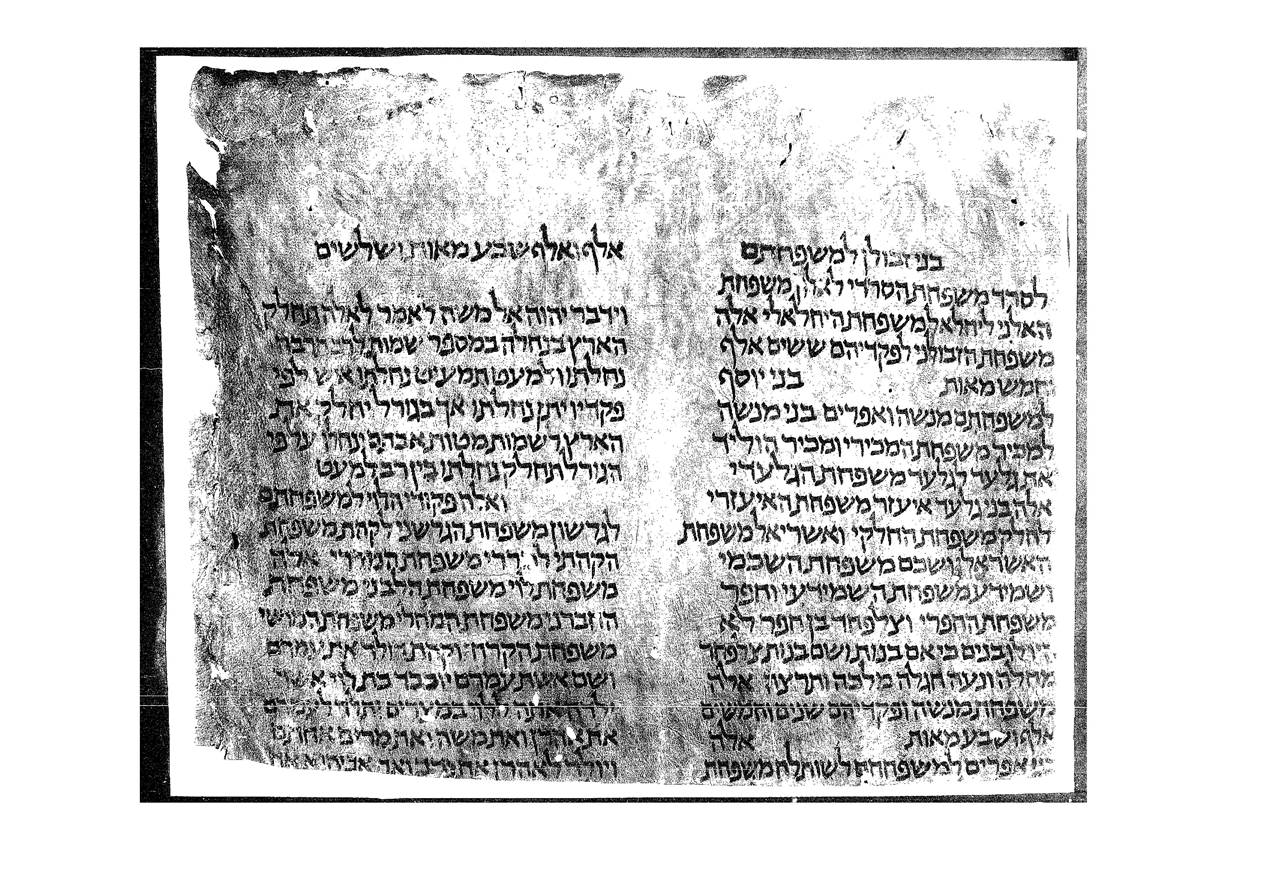 בני זבולן למשפחתם
לסרד משפחת הסרדי לאלון משפחת
האלני ליחלאל משפחת היחלאלי אלה
משפחת הזבולני לפקדיהם ששים אלף
וחמש מאות בני יוסף
למשפחתם מנשה ואפרים בני מנשה
למכיר משפחת המכירי ומכיר הוליד
את גלעד לגלעד משפחת הגלעדי
אלה בני גלעד איעזר משפחת האיעזרי
לחלק משפחת החלקי ואשריאל משפחת
האשראלי ושכם משפחת השכמי
ושמידע משפחת השמידעי וחפר
משפחת החפרי וצלפחד בן חפר לא
היו לו בנים כי אם בנות ושם בנות צלפחד
מחלה ונעה חגלה מלכה ותרצה אלה
משפחת מנשה ופקדיהם שנים וחמשים
אלף ושבע מאות אלה
בני אפרים למשפחתם לשותלח משפחת
אלף ואלף שבע מאות ושלשים
וידבר יהוה אל משה לאמר לאלה תחלק
הארץ בנחלה במספר שמות לרב תרבה
נחלתו ולמעט תמעיט נחלתו איש לפי
פקדיו יתן נחלתו אך בגורל יחלק את
הארץ לשמות מטות אבתם ינחלו על פי
הגורל תחלק נחלתו בין רב למעט
ואלה פקודי הלוי למשפחתם
לגרשון משפחת הגרשני לקהת משפחת
הקהתי למררי משפחת המררי אלה
משפחת לוי משפחת הלבני משפחת
החברני משפחת המחלי משפחת המושי
משפחת הקרחי וקהת הולד את עמרם
ושם אשת עמרם יוכבד בת לוי אשר
ילדה אתה ללוי במצרים ותלד לעמרם
את אהרן ואת משה ואת מרים אחתם
ויולד לאהרן את נדב ואת אביהוא את